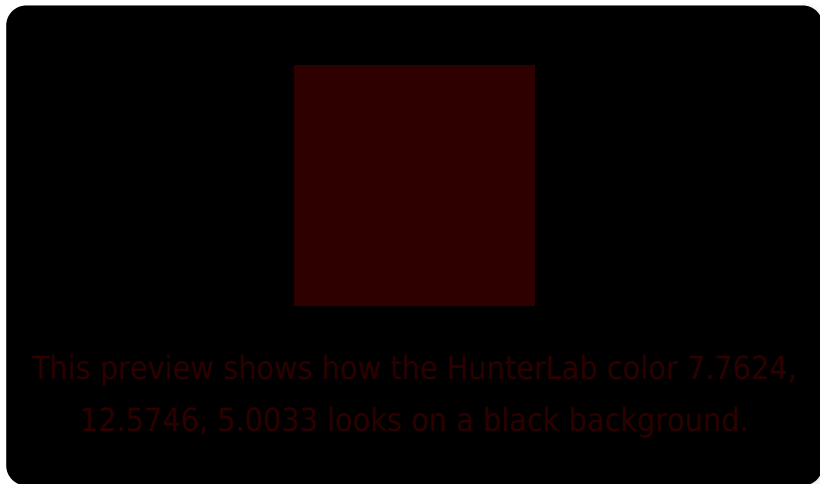 This preview shows how the HunterLab color 7.7624,
12.5746, 5.0033 looks on a black background.